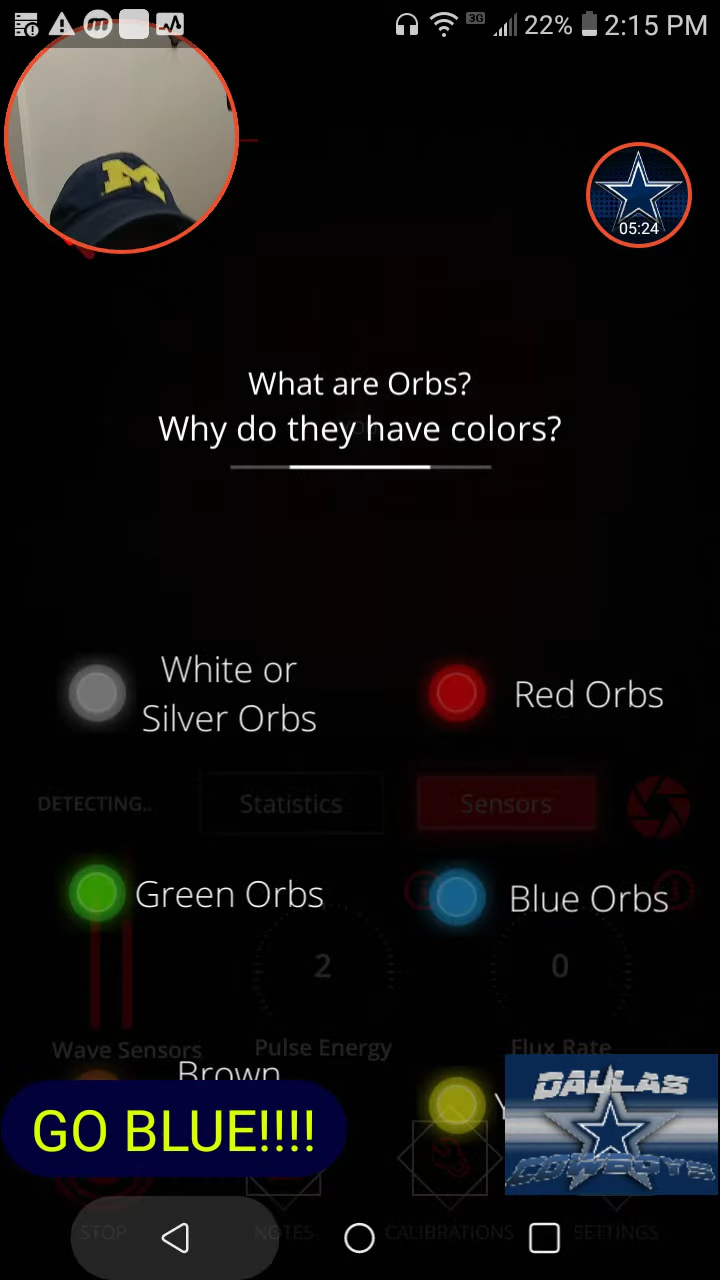 3G 22% 2:15 PM
M
05:24
What are Orbs?
Why do they have colors?
White or
Silver Orbs
Red Orbs
DETECTING..
Statistics
Sensors
Green Orbs
Blue Orbs
2
0
Wave Sensors
Pulse Energy
Flux Rate
Brown
Y
GO BLUE!!!!
DALLAS
COWBOYS
STOP
NOTES
CALIBRATIONS
SETTINGS